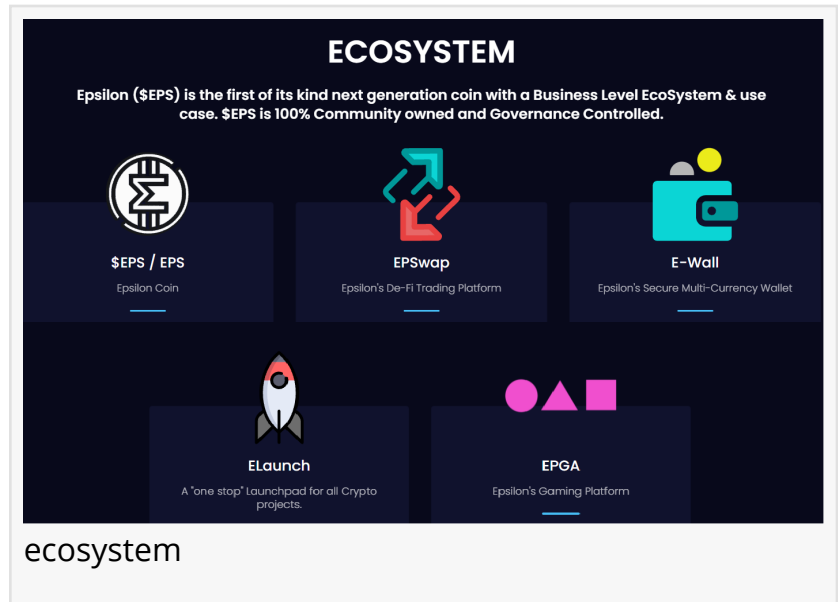 ECOSYSTEM
Epsilon ($EPS) is the first of its kind next generation coin with a Business Level EcoSystem & use
case. $EPS is 100% Community owned and Governance Controlled.
$EPS / EPS
Epsilon Coin
EPSwap
Epsilon's De-Fi Trading Platform
E-Wall
Epsilon's Secure Multi-Currency Wallet
ELaunch
A "one stop" Launchpad for all Crypto
projects.
EPGA
Epsilon's Gaming Platform
ecosystem